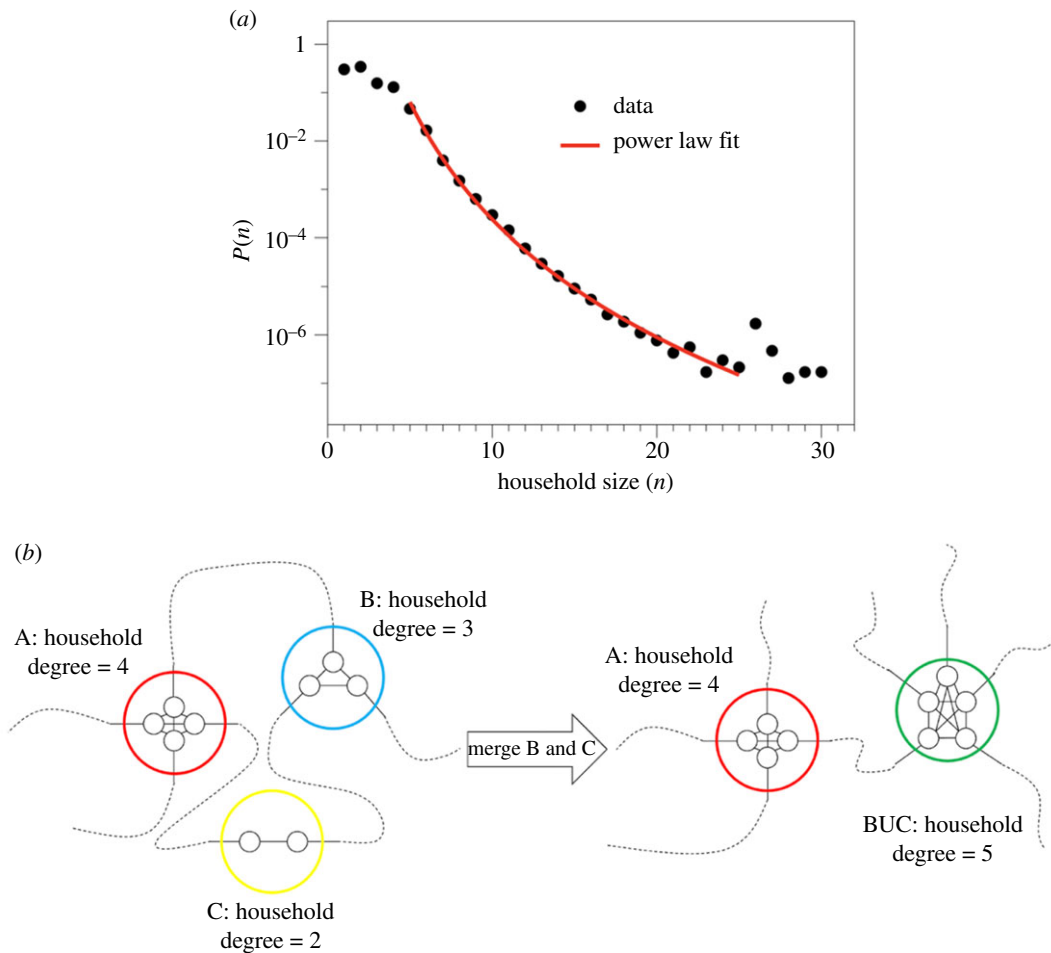 (a)
1
10⁻²
10⁻⁴
10⁻⁶
P(n)
data
power law fit
0
10
20
30
household size (n)
(b)
A: household
degree = 4
B: household
degree = 3
C: household
degree = 2
merge B and C
A: household
degree = 4
BUC: household
degree = 5